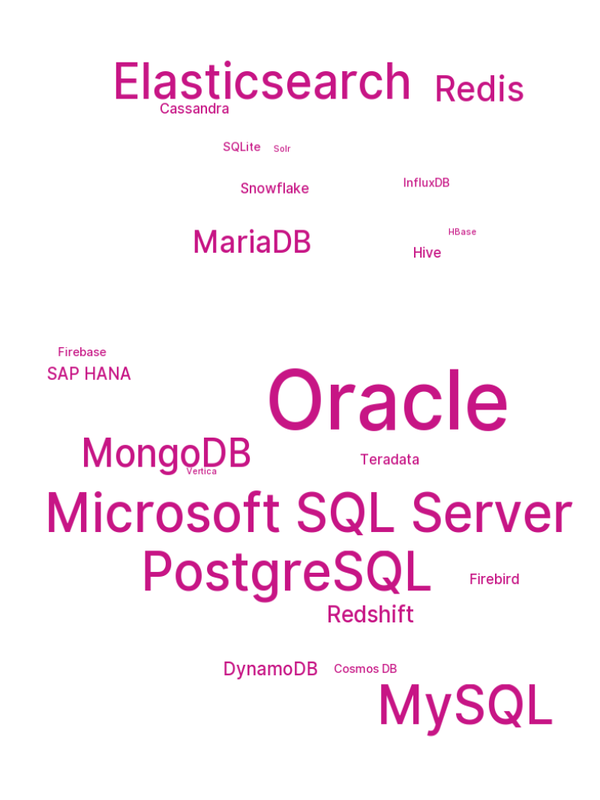 Elasticsearch
Redis
Cassandra
SQLite
Solr
InfluxDB
Snowflake
HBase
MariaDB
Hive
Firebase
SAP HANA
Oracle
MongoDB
Teradata
Vertica
Microsoft SQL Server
PostgreSQL
Firebird
Redshift
DynamoDB
Cosmos DB
MySQL